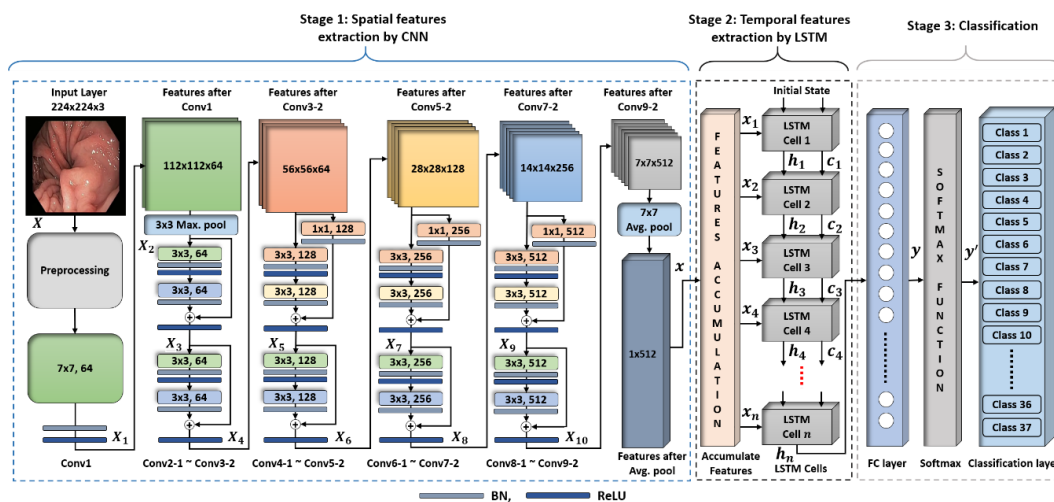 Stage 1: Spatial features
extraction by CNN
Stage 2: Temporal features
extraction by LSTM
Stage 3: Classification
Input Layer
224x224x3
X
Preprocessing
7x7, 64
X1
Conv1
Features after
Conv1
112x112x64
3x3 Max. pool
X2
3x3, 64
3x3, 64
+
X3
3x3, 64
3x3, 64
+
X4
Conv2-1 ~ Conv3-2
Features after
Conv3-2
56x56x64
1x1, 128
3x3, 128
3x3, 128
+
X5
3x3, 128
3x3, 128
+
X6
Conv4-1 ~ Conv5-2
Features after
Conv5-2
28x28x128
1x1, 256
3x3, 256
3x3, 256
+
X7
3x3, 256
3x3, 256
+
X8
Conv6-1 ~ Conv7-2
Features after
Conv7-2
14x14x256
1x1, 512
3x3, 512
3x3, 512
+
X9
3x3, 512
3x3, 512
+
X10
Conv8-1 ~ Conv9-2
Features after
Conv9-2
7x7x512
7x7
Avg. pool
1x512
Features after
Avg. pool
x
FEATURES ACCUMULATION
Accumulate
Features
Initial State
x1
LSTM
Cell 1
h1
c1
x2
LSTM
Cell 2
h2
c2
x3
LSTM
Cell 3
h3
c3
x4
LSTM
Cell 4
h4
c4
xn
LSTM
Cell n
hn
LSTM Cells
FC layer
y
SOFTMAX FUNCTION
Softmax
y'
Class 1
Class 2
Class 3
Class 4
Class 5
Class 6
Class 7
Class 8
Class 9
Class 10
Class 36
Class 37
Classification layer
BN,
ReLU